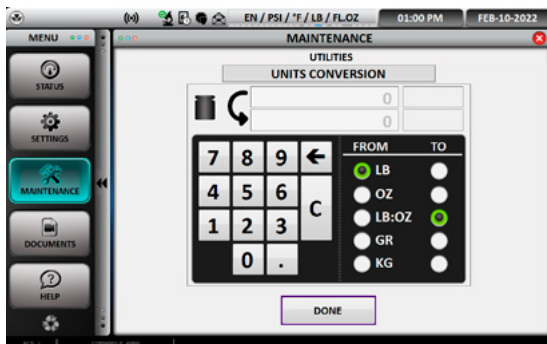 EN / PSI / °F / LB / FL.OZ 01:00 PM FEB-10-2022
MENU MAINTENANCE
UTILITIES
UNITS CONVERSION
STATUS
SETTINGS
MAINTENANCE
DOCUMENTS
HELP
0
0
7 8 9
4 5 6 C
1 2 3
0 .
FROM TO
LB
OZ
LB:OZ
GR
KG
DONE